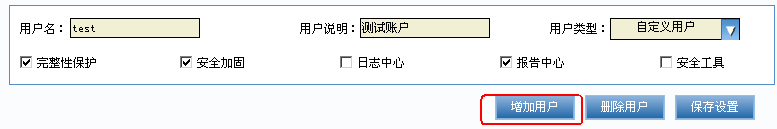 用户名：test 用户说明：测试账户 用户类型：自定义用户
完整性保护 安全加固 日志中心 报告中心 安全工具
增加用户 删除用户 保存设置